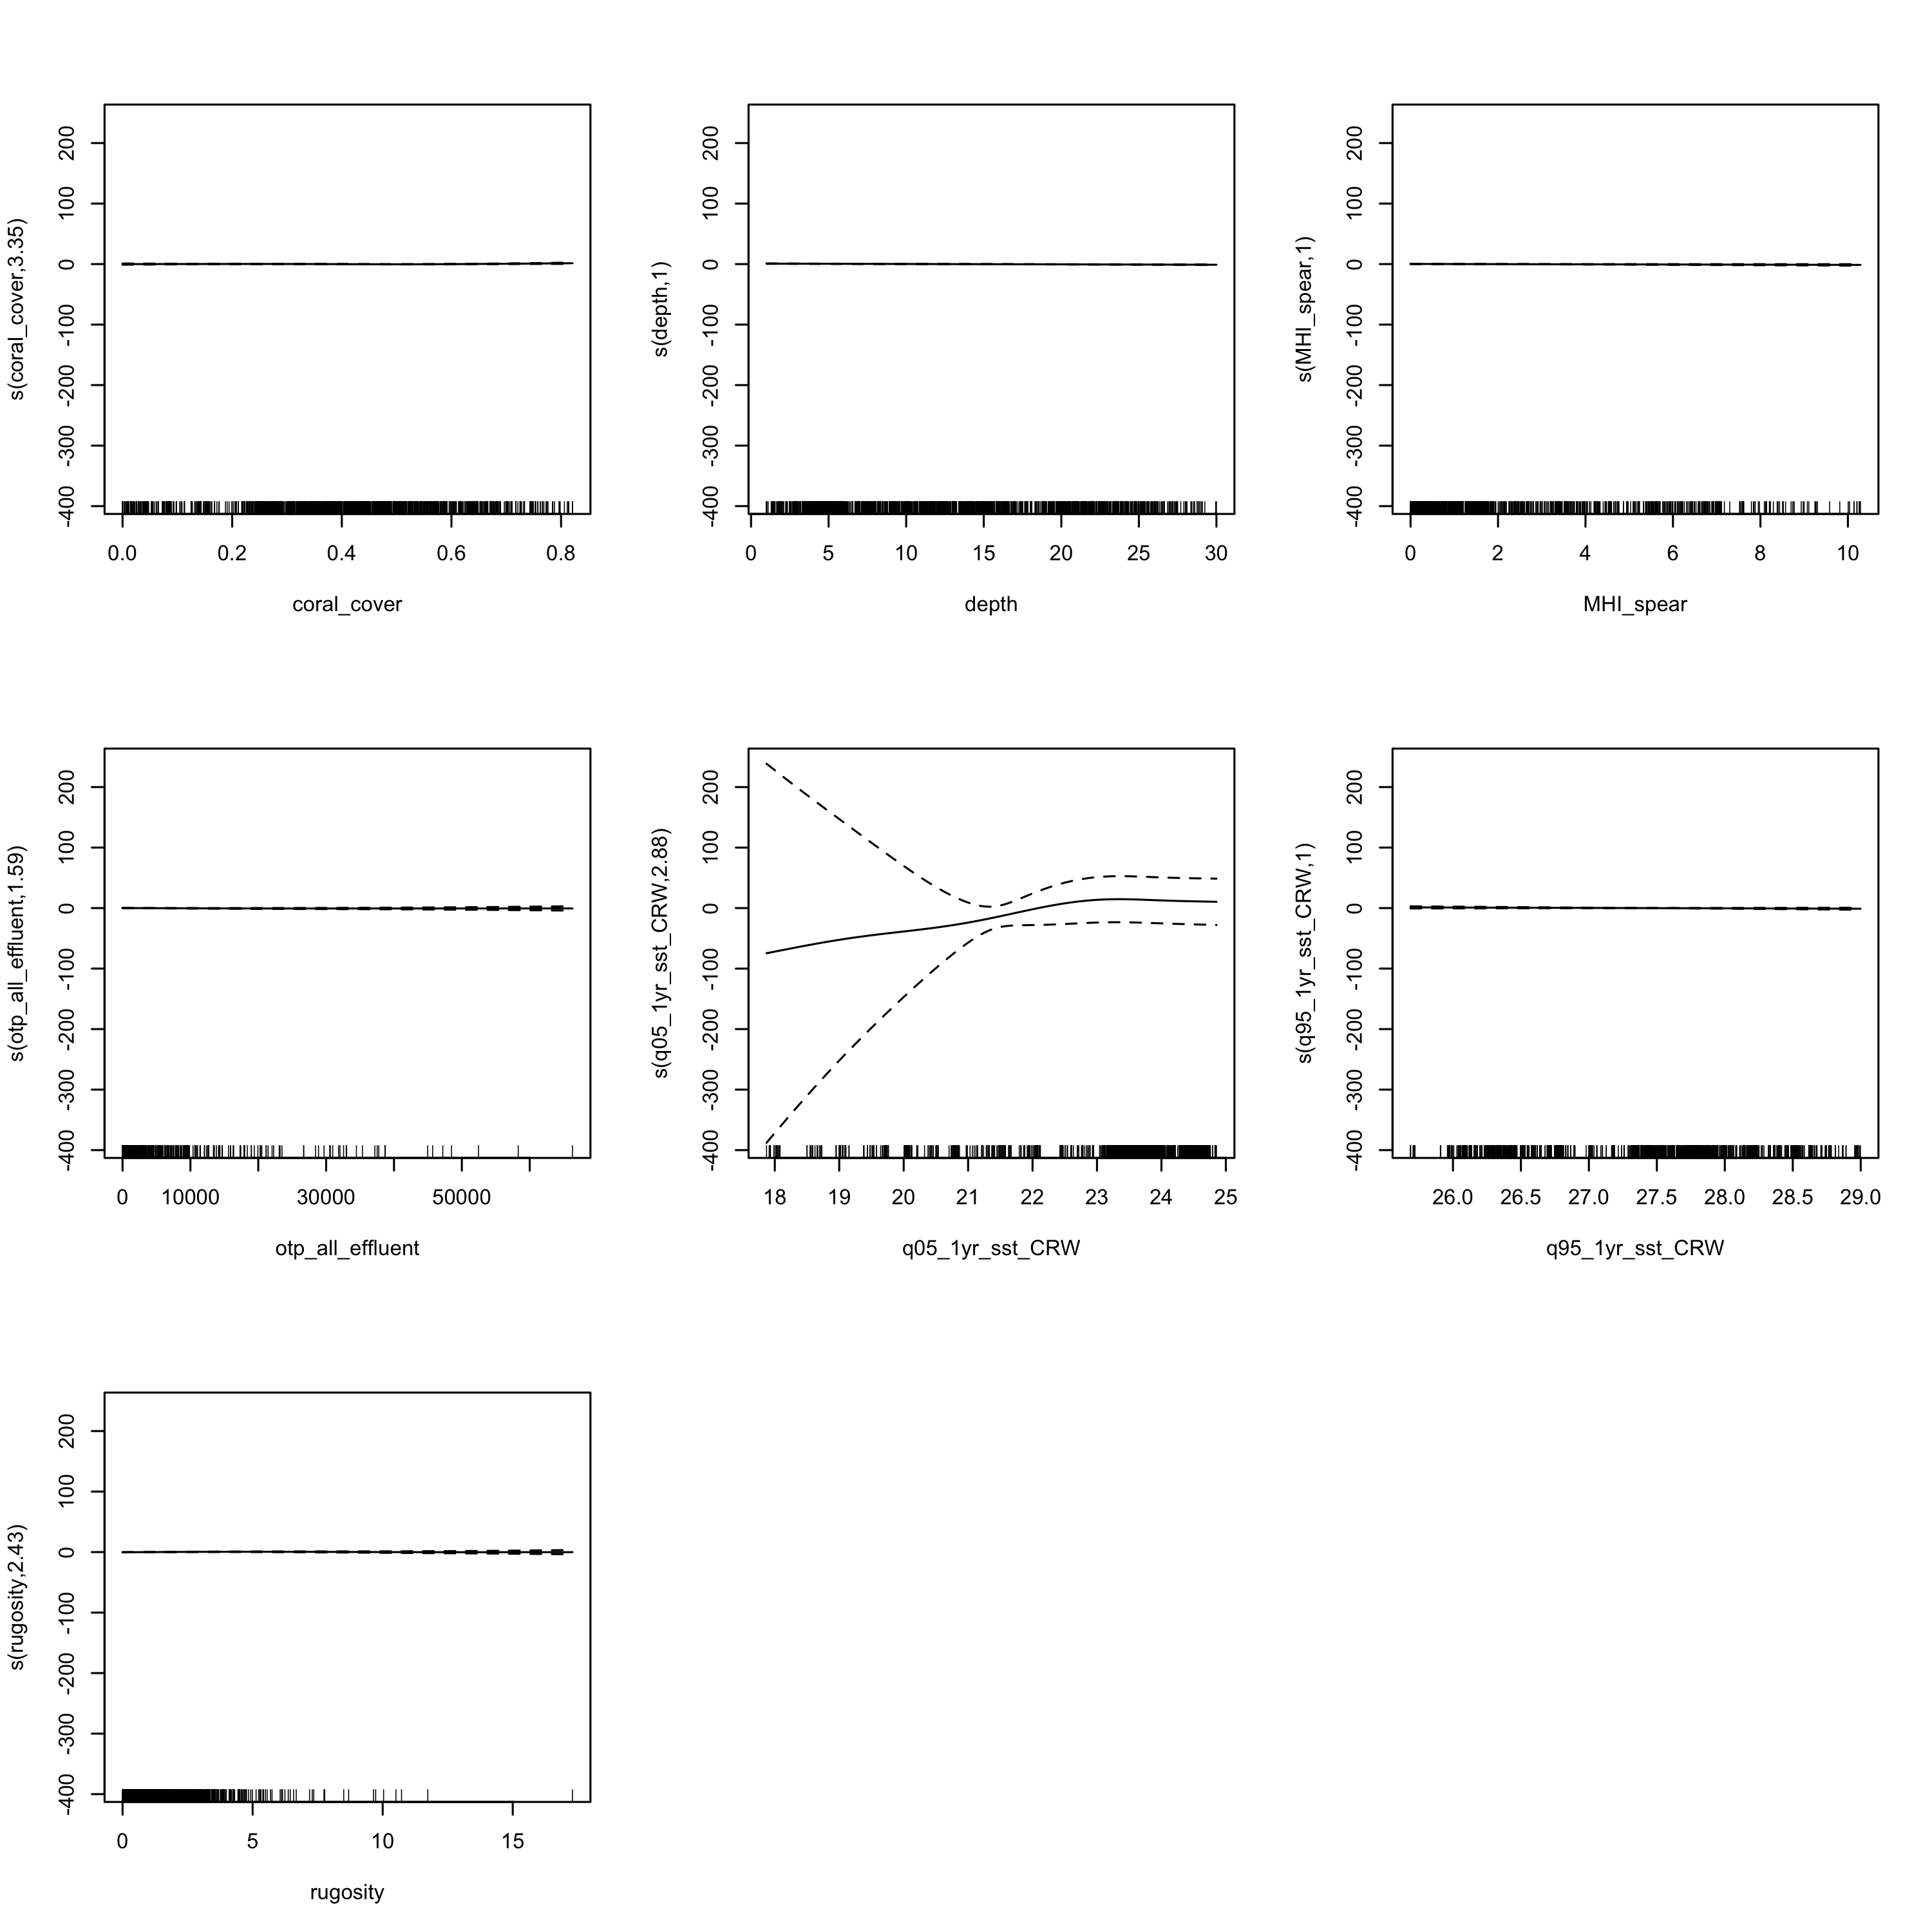 s(coral_cover,3.35)
200
100
0
-100
-200
-300
-400
0.0 0.2 0.4 0.6 0.8
coral_cover
s(depth,1)
200
100
0
-100
-200
-300
-400
0 5 10 15 20 25 30
depth
s(MHI_spear,1)
200
100
0
-100
-200
-300
-400
0 2 4 6 8 10
MHI_spear
s(otp_all_effluent,1.59)
200
100
0
-100
-200
-300
-400
0 10000 30000 50000
otp_all_effluent
s(q05_1yr_sst_CRW,2.88)
200
100
0
-100
-200
-300
-400
18 19 20 21 22 23 24 25
q05_1yr_sst_CRW
s(q95_1yr_sst_CRW,1)
200
100
0
-100
-200
-300
-400
26.0 26.5 27.0 27.5 28.0 28.5 29.0
q95_1yr_sst_CRW
s(rugosity,2.43)
200
100
0
-100
-200
-300
-400
0 5 10 15
rugosity